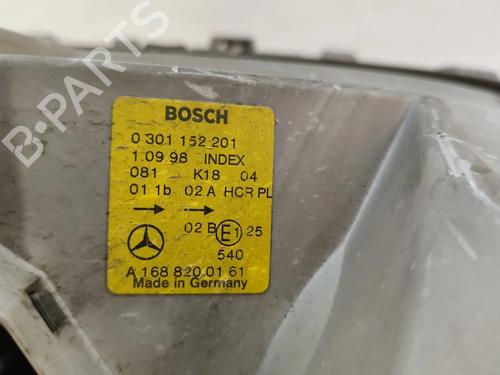 B-PARTS
BOSCH
0 301 152 201
1.09.98 INDEX
081 K18 04
01 1b 02 A HCR PL
02 B E1 25
540
A 168 820 01 61
Made in Germany